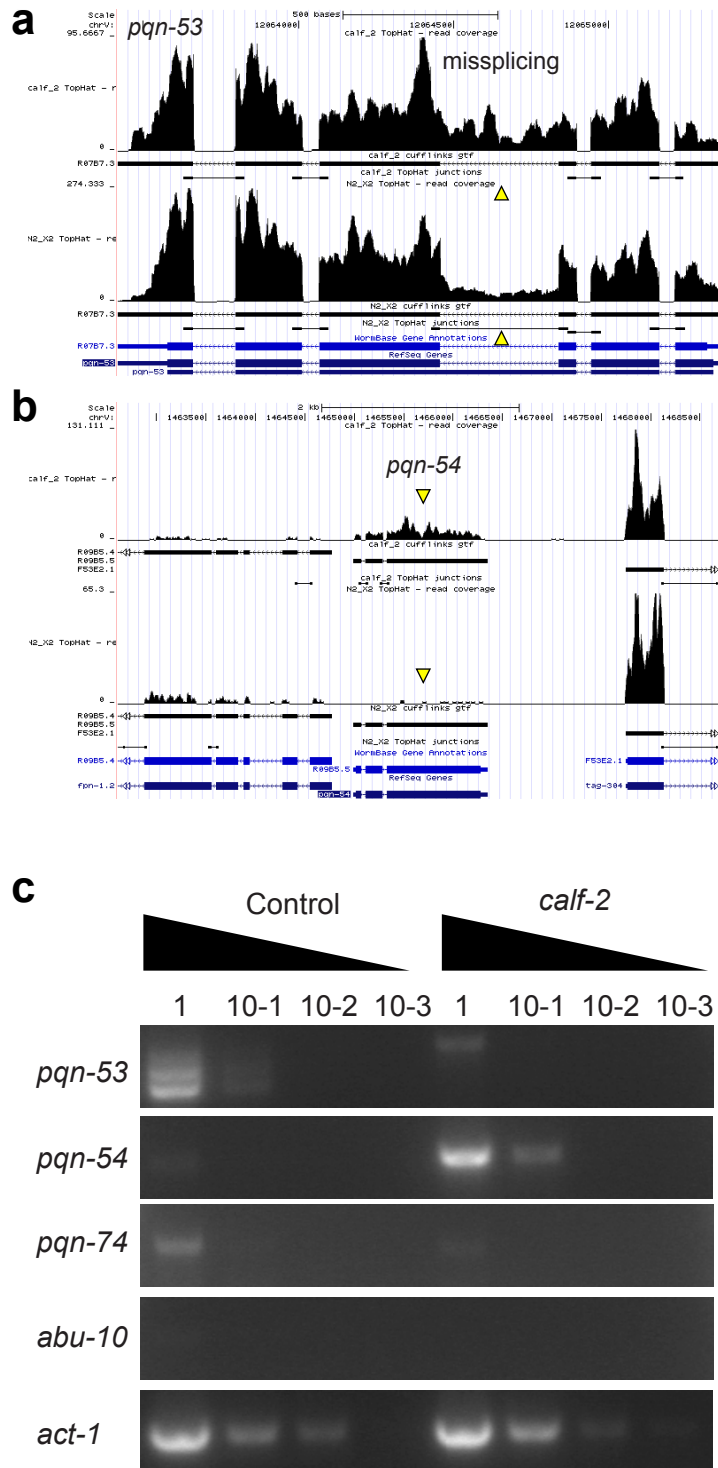 a
Scale
500 bases
chrV:
12064000
12064500
12065000
95.6667 _
pqn-53
calf_2 TopHat - read coverage
missplicing
calf_2 TopHat - r
0 _
calf_2 cufflinks gtf
R07B7.3
calf_2 TopHat junctions
274.333 _
N2_X2 TopHat - read coverage
N2_X2 TopHat - re
0 _
N2_X2 cufflinks gtf
R07B7.3
N2_X2 TopHat junctions
WormBase Gene Annotations
R07B7.3
RefSeq Genes
pqn-53
pqn-53
b
Scale
2 kb
chrV:
1463500
1464000
1464500
1465000
1465500
1466000
1466500
1467000
1467500
1468000
1468500
131.111 _
calf_2 TopHat - read coverage
pqn-54
calf_2 TopHat - r
0 _
calf_2 cufflinks gtf
R09B5.4
R09B5.5
F53E2.1
calf_2 TopHat junctions
65.3 _
N2_X2 TopHat - read coverage
N2_X2 TopHat - re
0 _
N2_X2 cufflinks gtf
R09B5.4
R09B5.5
F53E2.1
N2_X2 TopHat junctions
WormBase Gene Annotations
R09B5.4
F53E2.1
R09B5.5
RefSeq Genes
fpn-1.2
tag-304
pqn-54
c
Control
calf-2
1 10-1 10-2 10-3 1 10-1 10-2 10-3
pqn-53
pqn-54
pqn-74
abu-10
act-1